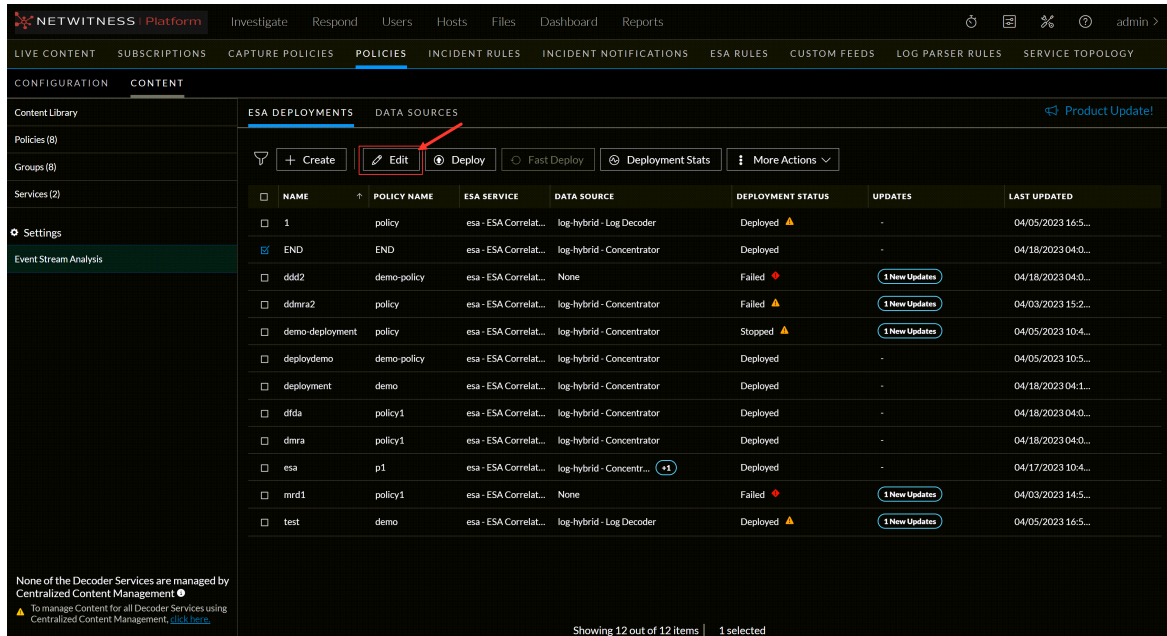 NETWITNESS Platform Investigate Respond Users Hosts Files Dashboard Reports admin >
LIVE CONTENT SUBSCRIPTIONS CAPTURE POLICIES POLICIES INCIDENT RULES INCIDENT NOTIFICATIONS ESA RULES CUSTOM FEEDS LOG PARSER RULES SERVICE TOPOLOGY
CONFIGURATION CONTENT
Content Library
Policies (8)
Groups (8)
Services (2)
Settings
Event Stream Analysis
None of the Decoder Services are managed by
Centralized Content Management
To manage Content for all Decoder Services using
Centralized Content Management, click here.
ESA DEPLOYMENTS DATA SOURCES Product Update!
+ Create Edit Deploy Fast Deploy Deployment Stats More Actions
NAME ↑ POLICY NAME ESA SERVICE DATA SOURCE DEPLOYMENT STATUS UPDATES LAST UPDATED
1 policy esa - ESA Correlat... log-hybrid - Log Decoder Deployed - 04/05/2023 16:5...
END END esa - ESA Correlat... log-hybrid - Concentrator Deployed - 04/18/2023 04:0...
ddd2 demo-policy esa - ESA Correlat... None Failed 1 New Updates 04/18/2023 04:0...
ddmra2 policy esa - ESA Correlat... log-hybrid - Concentrator Failed 1 New Updates 04/03/2023 15:2...
demo-deployment policy esa - ESA Correlat... log-hybrid - Concentrator Stopped 1 New Updates 04/05/2023 10:4...
deploydemo demo-policy esa - ESA Correlat... log-hybrid - Concentrator Deployed - 04/05/2023 10:5...
deployment demo esa - ESA Correlat... log-hybrid - Concentrator Deployed - 04/18/2023 04:1...
dfda policy1 esa - ESA Correlat... log-hybrid - Concentrator Deployed - 04/18/2023 04:0...
dmra policy1 esa - ESA Correlat... log-hybrid - Concentrator Deployed - 04/18/2023 04:0...
esa p1 esa - ESA Correlat... log-hybrid - Concentr... +1 Deployed - 04/17/2023 10:4...
mrd1 policy1 esa - ESA Correlat... None Failed 1 New Updates 04/03/2023 14:5...
test demo esa - ESA Correlat... log-hybrid - Log Decoder Deployed 1 New Updates 04/05/2023 16:5...
Showing 12 out of 12 items | 1 selected